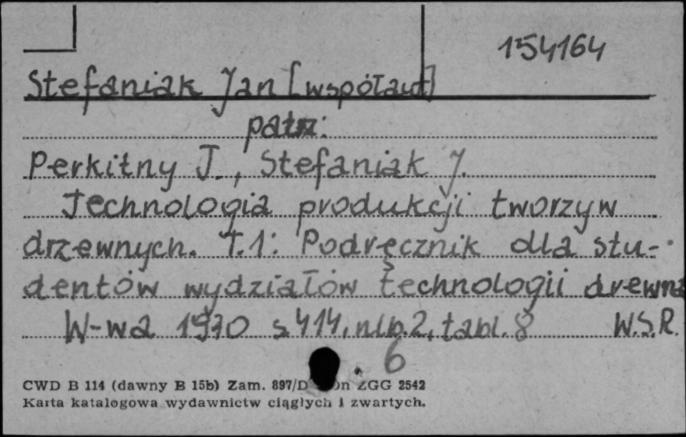 154164
Stefaniak Jan [współaut]
patrz:
Perkitny J., Stefaniak J.
Technologia produkcji tworzyw
drzewnych. T.1: Podręcznik dla stu-
dentów wydziałów technologii drewna
W-wa 1970 s 414, nlb. 2, tabl. 8 W.S.R.
. 6
CWD B 114 (dawny B 15b) Zam. 897/D ZGG 2542
Karta katalogowa wydawnictw ciągłych i zwartych.